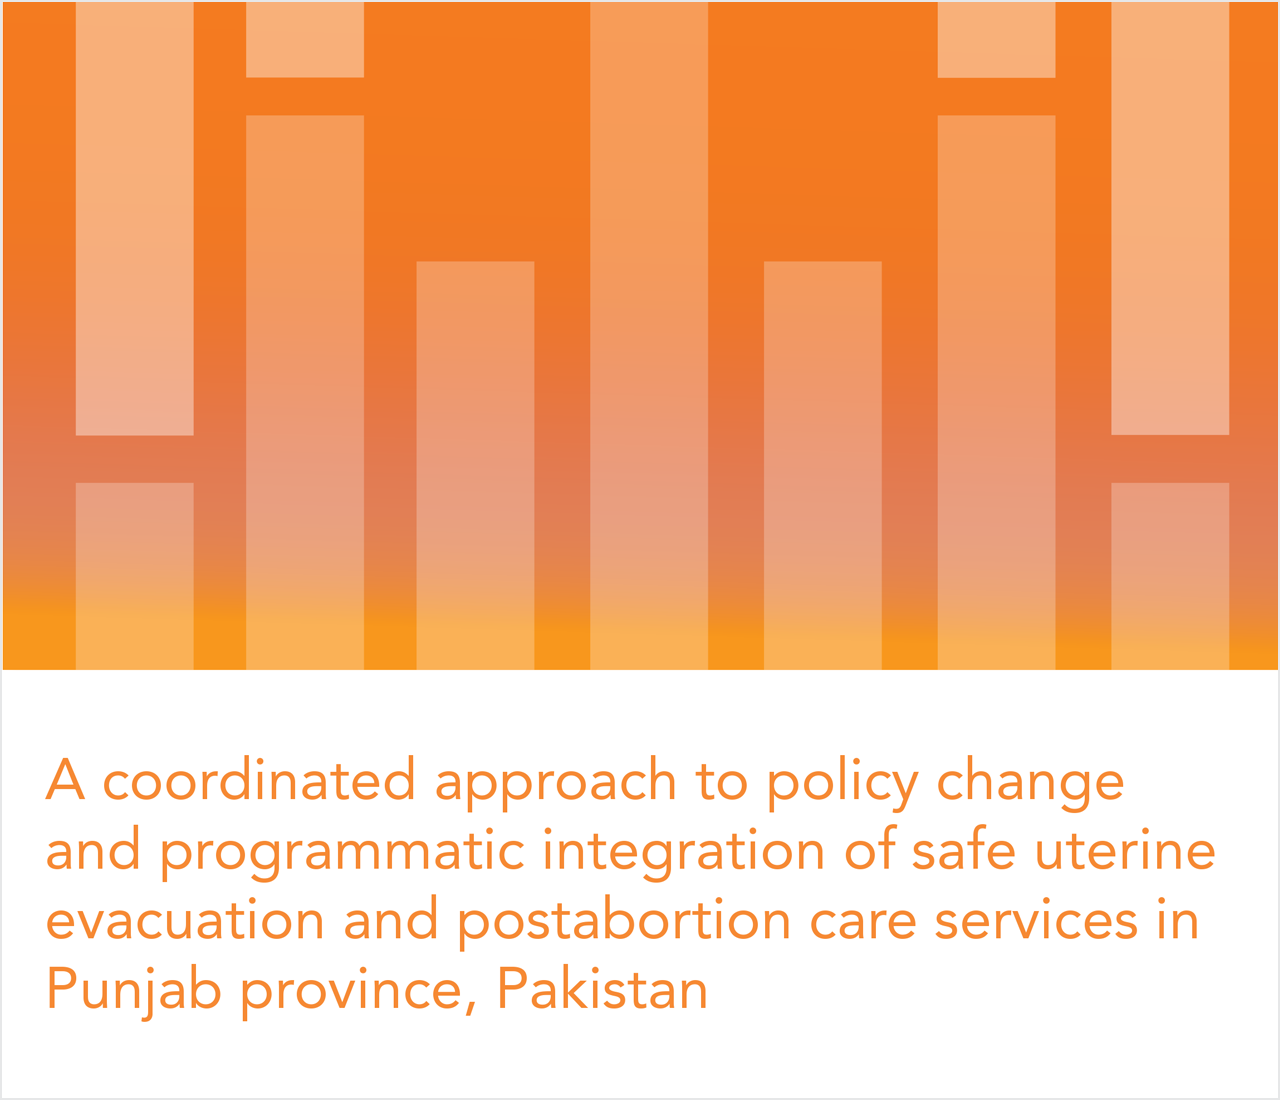 A coordinated approach to policy change
and programmatic integration of safe uterine
evacuation and postabortion care services in
Punjab province, Pakistan